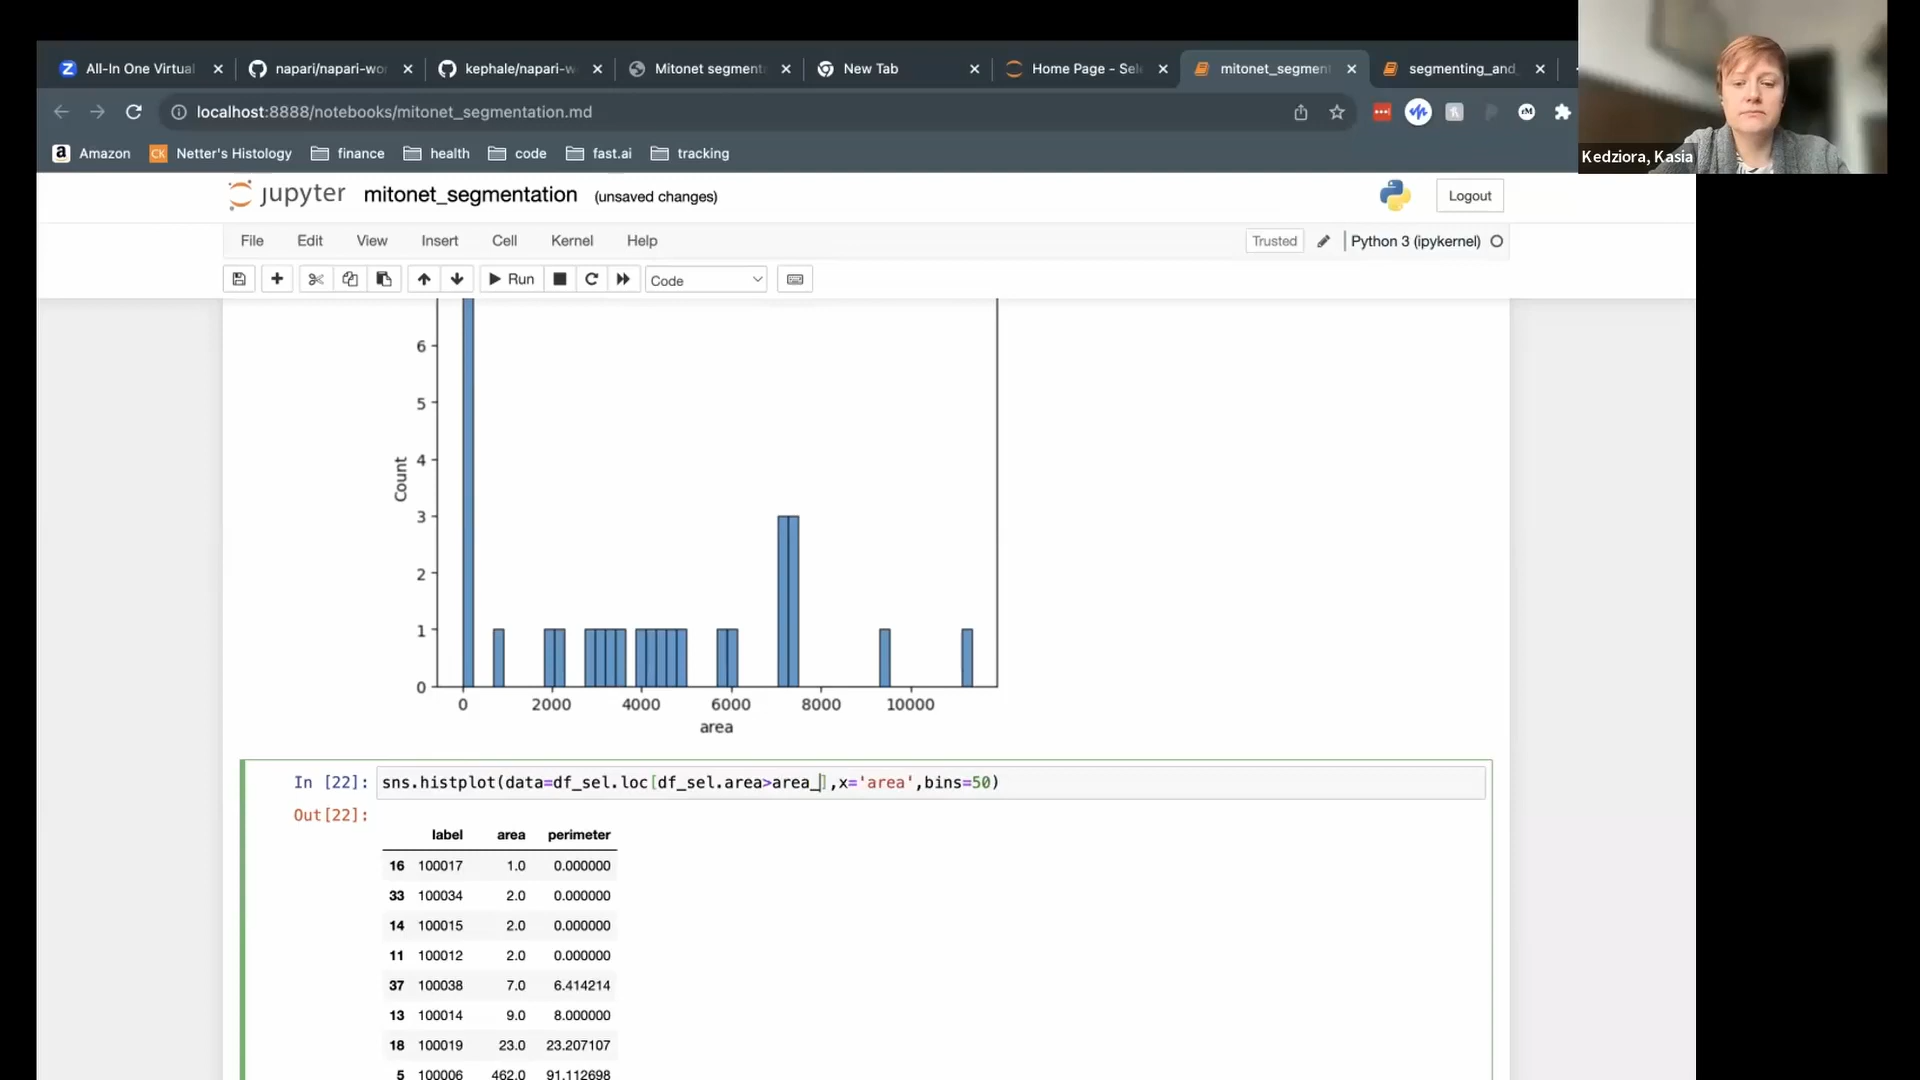 All-In One Virtual
napari/napari-wo
kephale/napari-w
Mitonet segment
New Tab
Home Page - Sel
mitonet_segment
segmenting_and_
localhost:8888/notebooks/mitonet_segmentation.md
Amazon
CK
Netter's Histology
finance
health
code
fast.ai
tracking
Kedziora, Kasia
jupyter
mitonet_segmentation
(unsaved changes)
Logout
File
Edit
View
Insert
Cell
Kernel
Help
Trusted
Python 3 (ipykernel)
Run
Code
6
5
4
3
2
1
0
Count
0
2000
4000
6000
8000
10000
area
In [22]:
sns.histplot(data=df_sel.loc[df_sel.area>area_],x='area',bins=50)
Out[22]:
label area perimeter
16 100017 1.0 0.000000
33 100034 2.0 0.000000
14 100015 2.0 0.000000
11 100012 2.0 0.000000
37 100038 7.0 6.414214
13 100014 9.0 8.000000
18 100019 23.0 23.207107
5 100006 462.0 91.112698